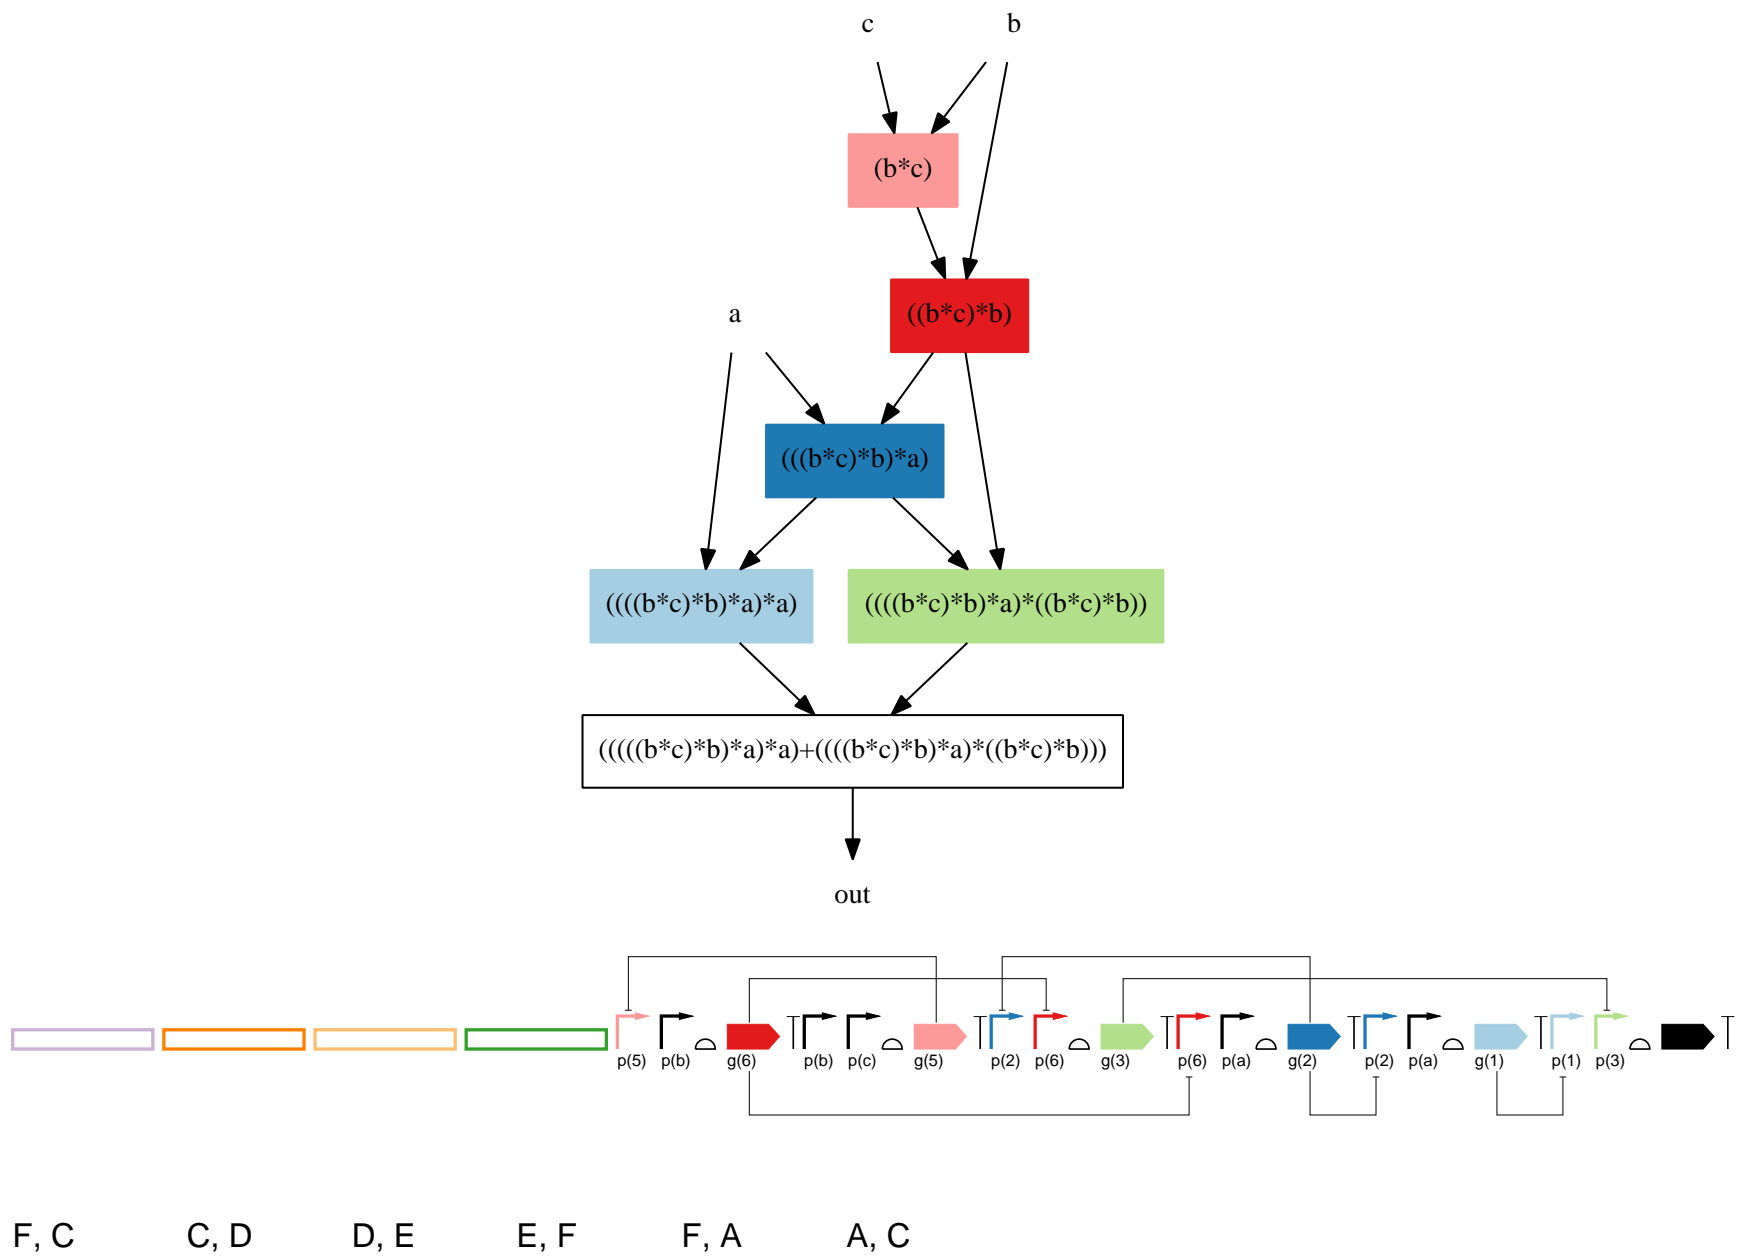 c b
(b*c)
a ((b*c)*b)
(((b*c)*b)*a)
((((b*c)*b)*a)*a) ((((b*c)*b)*a)*((b*c)*b))
(((((b*c)*b)*a)*a)+((((b*c)*b)*a)*((b*c)*b)))
out
p(5) p(b) g(6) p(b) p(c) g(5) p(2) p(6) g(3) p(6) p(a) g(2) p(2) p(a) g(1) p(1) p(3)
F, C C, D D, E E, F F, A A, C